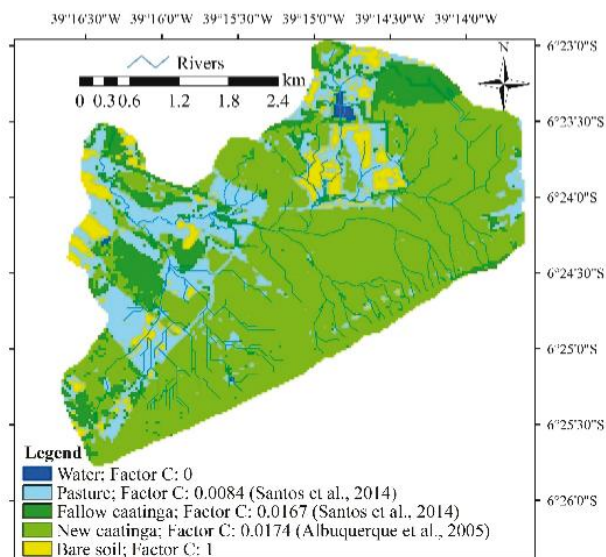 39°16'30"W 39°16'0"W 39°15'30"W 39°15'0"W 39°14'30"W 39°14'0"W
6°23'0"S
N
Rivers
km
0 0.30.6 1.2 1.8 2.4
6°23'30"S
6°24'0"S
6°24'30"S
6°25'0"S
6°25'30"S
Legend
Water; Factor C: 0
Pasture; Factor C: 0.0084 (Santos et al., 2014)
6°26'0"S
Fallow caatinga; Factor C: 0.0167 (Santos et al., 2014)
New caatinga; Factor C: 0.0174 (Albuquerque et al., 2005)
Bare soil; Factor C: 1